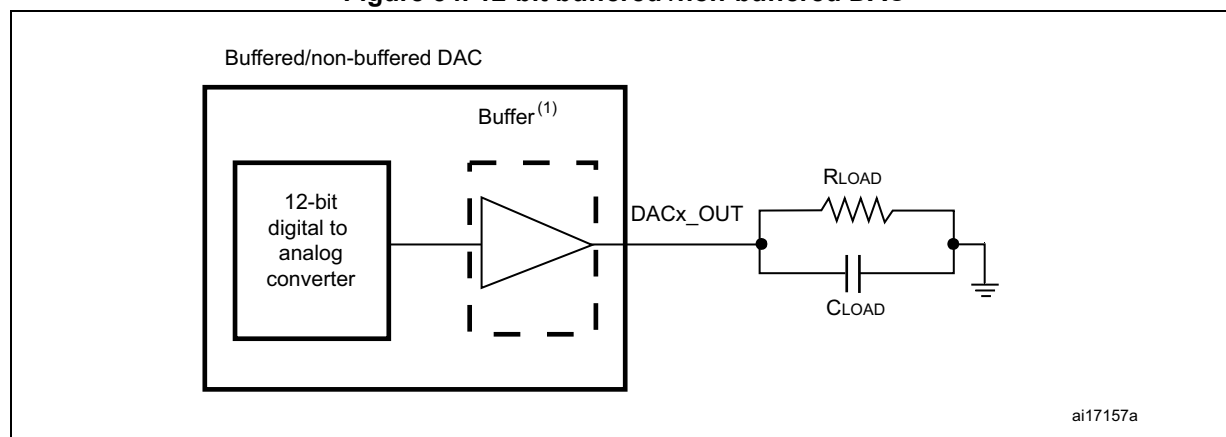 Buffered/non-buffered DAC
Buffer(1)
12-bit
digital to
analog
converter
DACx_OUT
RLOAD
CLOAD
ai17157a